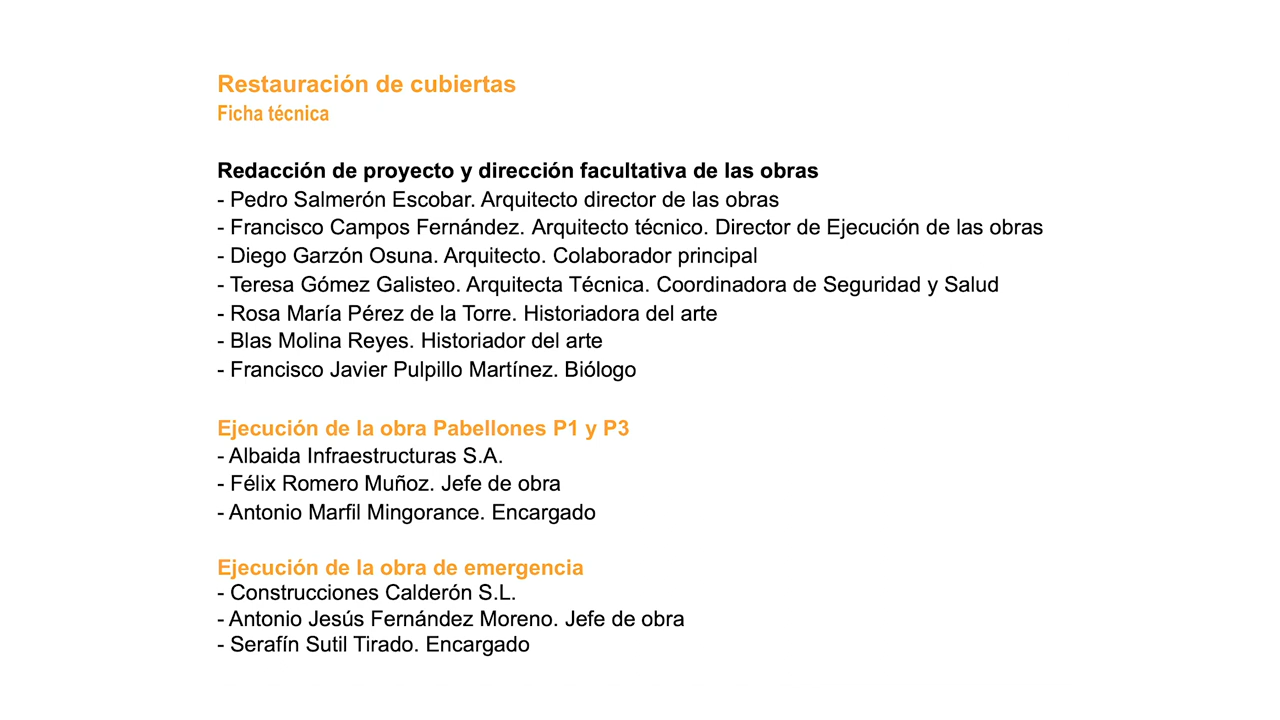 Restauración de cubiertas
Ficha técnica
Redacción de proyecto y dirección facultativa de las obras
- Pedro Salmerón Escobar. Arquitecto director de las obras
- Francisco Campos Fernández. Arquitecto técnico. Director de Ejecución de las obras
- Diego Garzón Osuna. Arquitecto. Colaborador principal
- Teresa Gómez Galisteo. Arquitecta Técnica. Coordinadora de Seguridad y Salud
- Rosa María Pérez de la Torre. Historiadora del arte
- Blas Molina Reyes. Historiador del arte
- Francisco Javier Pulpillo Martínez. Biólogo
Ejecución de la obra Pabellones P1 y P3
- Albaida Infraestructuras S.A.
- Félix Romero Muñoz. Jefe de obra
- Antonio Marfil Mingorance. Encargado
Ejecución de la obra de emergencia
- Construcciones Calderón S.L.
- Antonio Jesús Fernández Moreno. Jefe de obra
- Serafín Sutil Tirado. Encargado